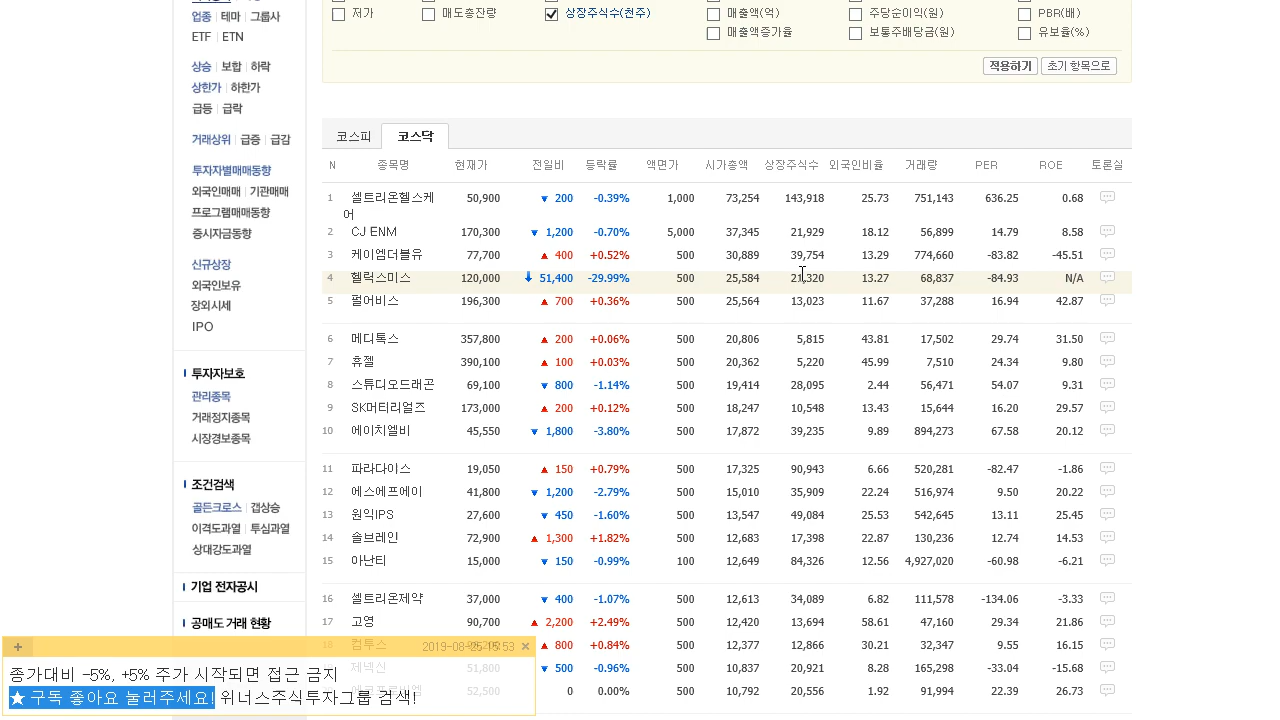 업종 테마 그룹사
ETF ETN
상승 보합 하락
상한가 하한가
급등 급락
거래상위 급증 급감
투자자별매매동향
외국인매매 기관매매
프로그램매매동향
증시자금동향
신규상장
외국인보유
장외시세
IPO
투자자보호
관리종목
거래정지종목
시장경보종목
조건검색
골든크로스 갭상승
이격도과열 투심과열
상대강도과열
기업 전자공시
공매도 거래 현황
저가 매도총잔량 상장주식수(천주) 매출액(억) 주당순이익(원) PBR(배)
매출액증가율 보통주배당금(원) 유보율(%)
적용하기 초기 항목으로
코스피 코스닥
N 종목명 현재가 전일비 등락률 액면가 시가총액 상장주식수 외국인비율 거래량 PER ROE 토론실
1 셀트리온헬스케어 50,900 ▼ 200 -0.39% 1,000 73,254 143,918 25.73 751,143 636.25 0.68
2 CJ ENM 170,300 ▼ 1,200 -0.70% 5,000 37,345 21,929 18.12 56,899 14.79 8.58
3 케이엠더블유 77,700 ▲ 400 +0.52% 500 30,889 39,754 13.29 774,660 -83.82 -45.51
4 헬릭스미스 120,000 ↓ 51,400 -29.99% 500 25,584 21,320 13.27 68,837 -84.93 N/A
5 펄어비스 196,300 ▲ 700 +0.36% 500 25,564 13,023 11.67 37,288 16.94 42.87
6 메디톡스 357,800 ▲ 200 +0.06% 500 20,806 5,815 43.81 17,502 29.74 31.50
7 휴젤 390,100 ▲ 100 +0.03% 500 20,362 5,220 45.99 7,510 24.34 9.80
8 스튜디오드래곤 69,100 ▼ 800 -1.14% 500 19,414 28,095 2.44 56,471 54.07 9.31
9 SK머티리얼즈 173,000 ▲ 200 +0.12% 500 18,247 10,548 13.43 15,644 16.20 29.57
10 에이치엘비 45,550 ▼ 1,800 -3.80% 500 17,872 39,235 9.89 894,273 67.58 20.12
11 파라다이스 19,050 ▲ 150 +0.79% 500 17,325 90,943 6.66 520,281 -82.47 -1.86
12 에스에프에이 41,800 ▼ 1,200 -2.79% 500 15,010 35,909 22.24 516,974 9.50 20.22
13 원익IPS 27,600 ▼ 450 -1.60% 500 13,547 49,084 25.53 542,645 13.11 25.45
14 솔브레인 72,900 ▲ 1,300 +1.82% 500 12,683 17,398 22.87 130,236 12.74 14.53
15 아난티 15,000 ▼ 150 -0.99% 100 12,649 84,326 12.56 4,927,020 -60.98 -6.21
16 셀트리온제약 37,000 ▼ 400 -1.07% 500 12,613 34,089 6.82 111,578 -134.06 -3.33
17 고영 90,700 ▲ 2,200 +2.49% 500 12,420 13,694 58.61 47,160 29.34 21.86
18 컴투스 ▲ 800 +0.84% 500 12,377 12,866 30.21 32,347 9.55 16.15
제넥신 51,800 ▼ 500 -0.96% 500 10,837 20,921 8.28 165,298 -33.04 -15.68
52,500 0 0.00% 500 10,792 20,556 1.92 91,994 22.39 26.73
종가대비 -5%, +5% 주가 시작되면 접근 금지
★ 구독 좋아요 눌러주세요! 위너스주식투자그룹 검색!